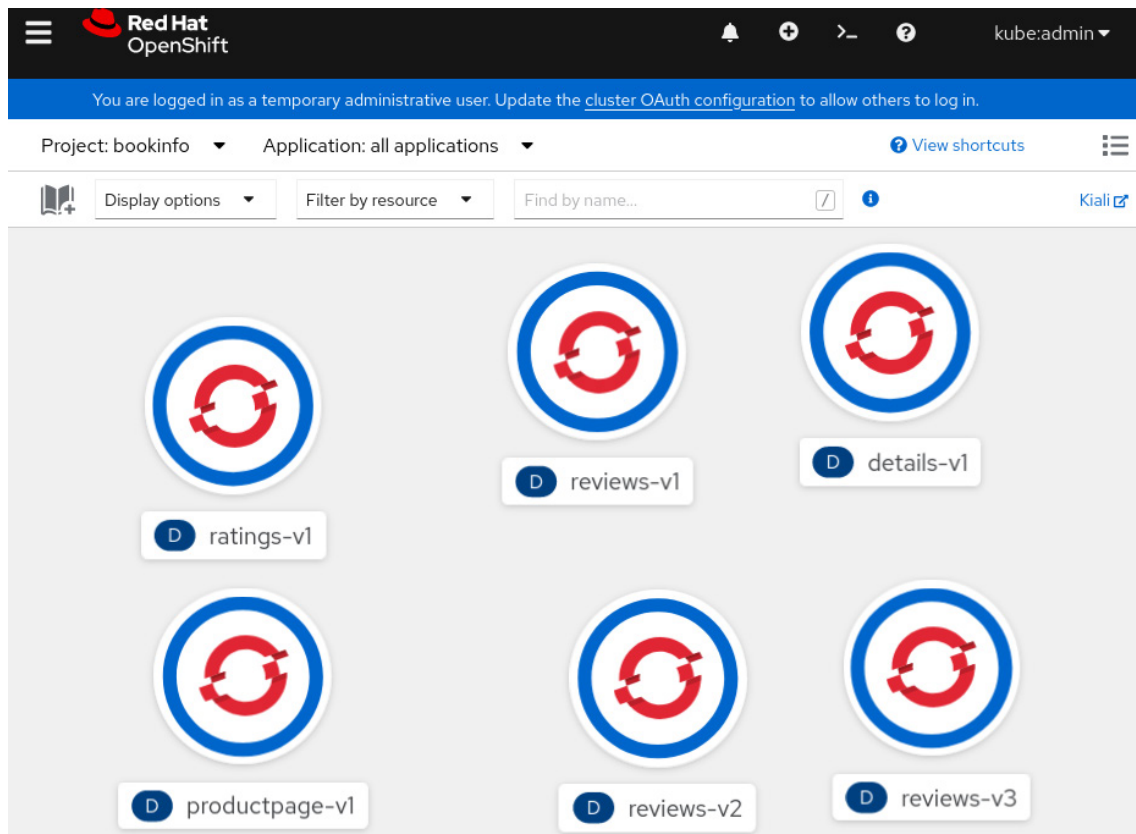 Red Hat
OpenShift
kube:admin
You are logged in as a temporary administrative user. Update the cluster OAuth configuration to allow others to log in.
Project: bookinfo
Application: all applications
View shortcuts
Display options
Filter by resource
Find by name...
/
Kiali
D reviews-v1
D details-v1
D ratings-v1
D productpage-v1
D reviews-v2
D reviews-v3